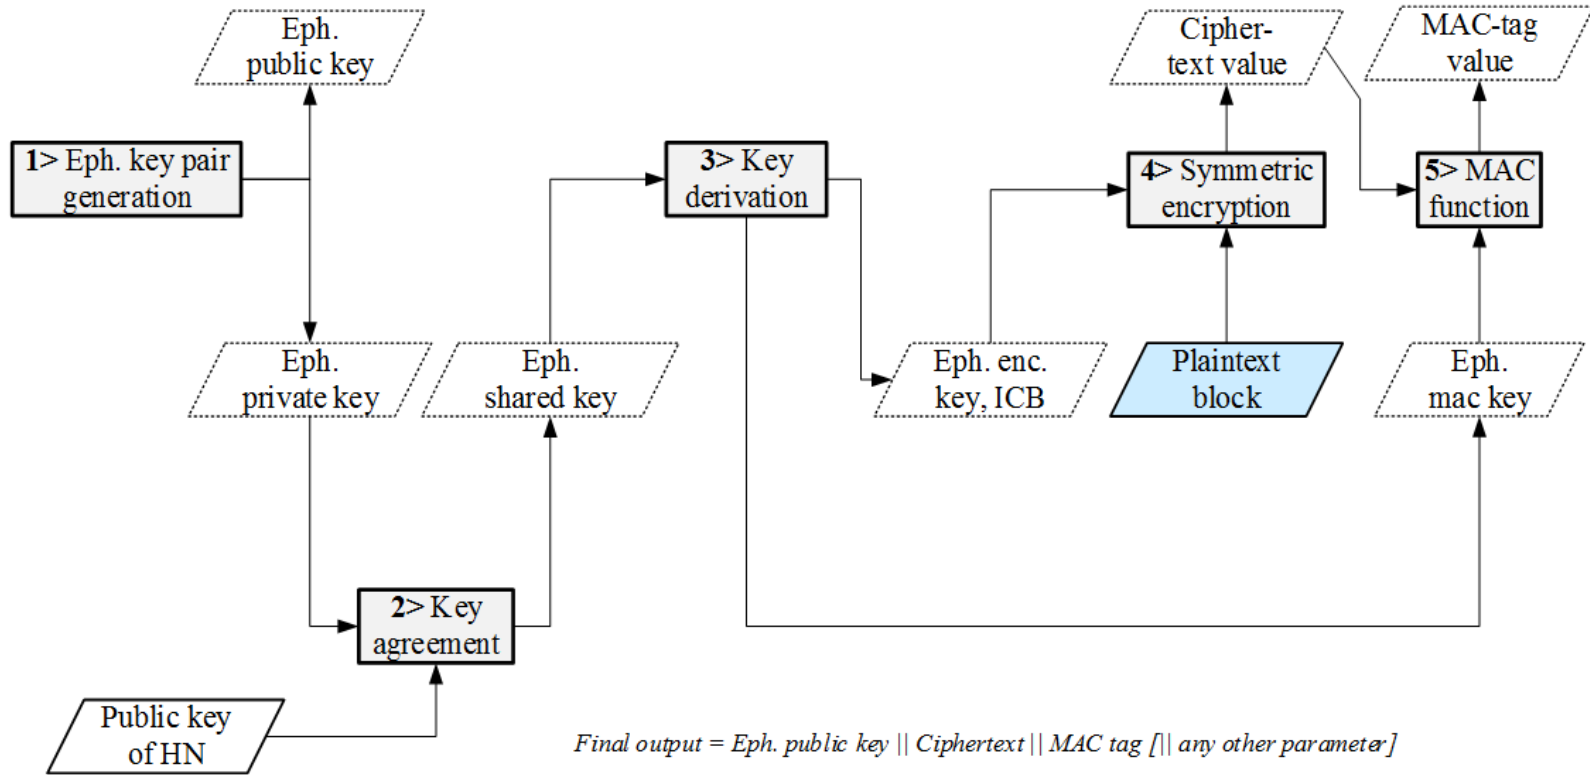 Eph.
public key
Cipher-
text value
MAC-tag
value
1> Eph. key pair
generation
3> Key
derivation
4> Symmetric
encryption
5> MAC
function
Eph.
private key
Eph.
shared key
Eph. enc.
key, ICB
Plaintext
block
Eph.
mac key
2> Key
agreement
Public key
of HN
Final output = Eph. public key || Ciphertext || MAC tag [|| any other parameter]